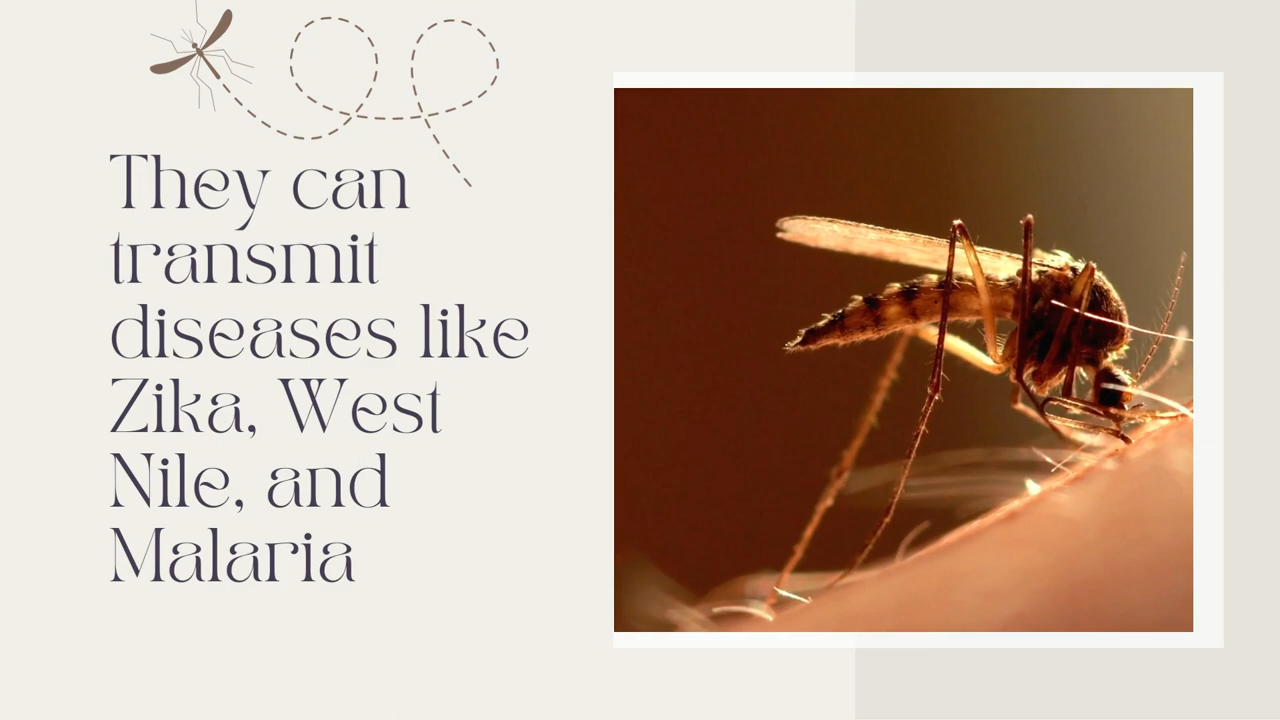 They can
transmit
diseases like
Zika, West
Nile, and
Malaria